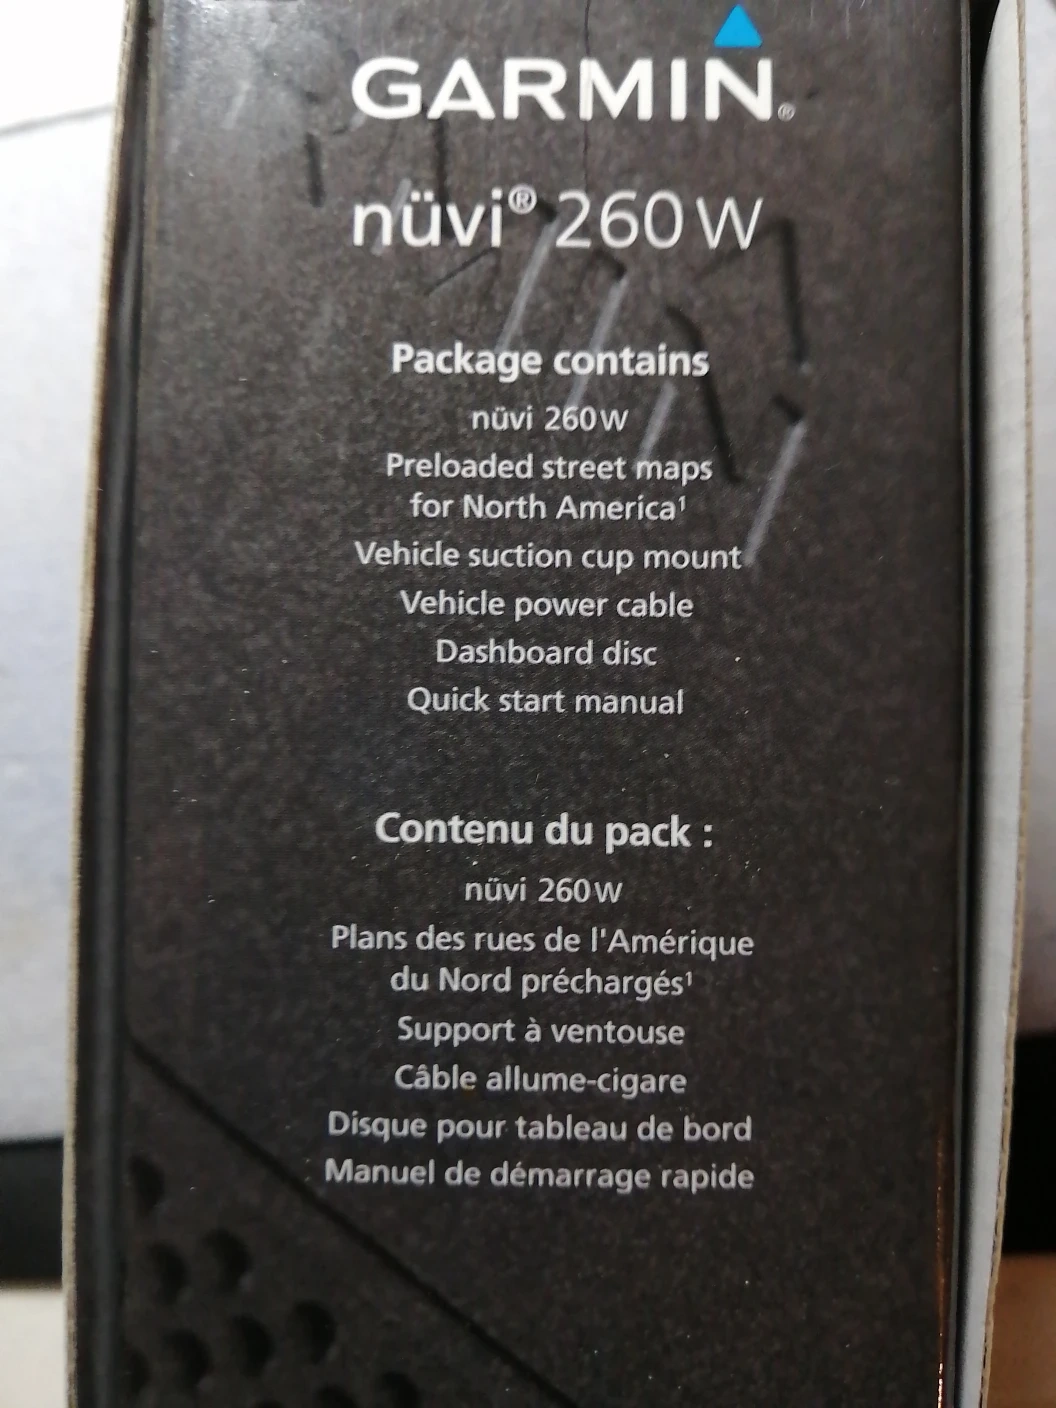 GARMIN®
nüvi® 260W
Package contains
nüvi 260W
Preloaded street maps
for North America¹
Vehicle suction cup mount
Vehicle power cable
Dashboard disc
Quick start manual
Contenu du pack :
nüvi 260W
Plans des rues de l'Amérique
du Nord préchargés¹
Support à ventouse
Câble allume-cigare
Disque pour tableau de bord
Manuel de démarrage rapide